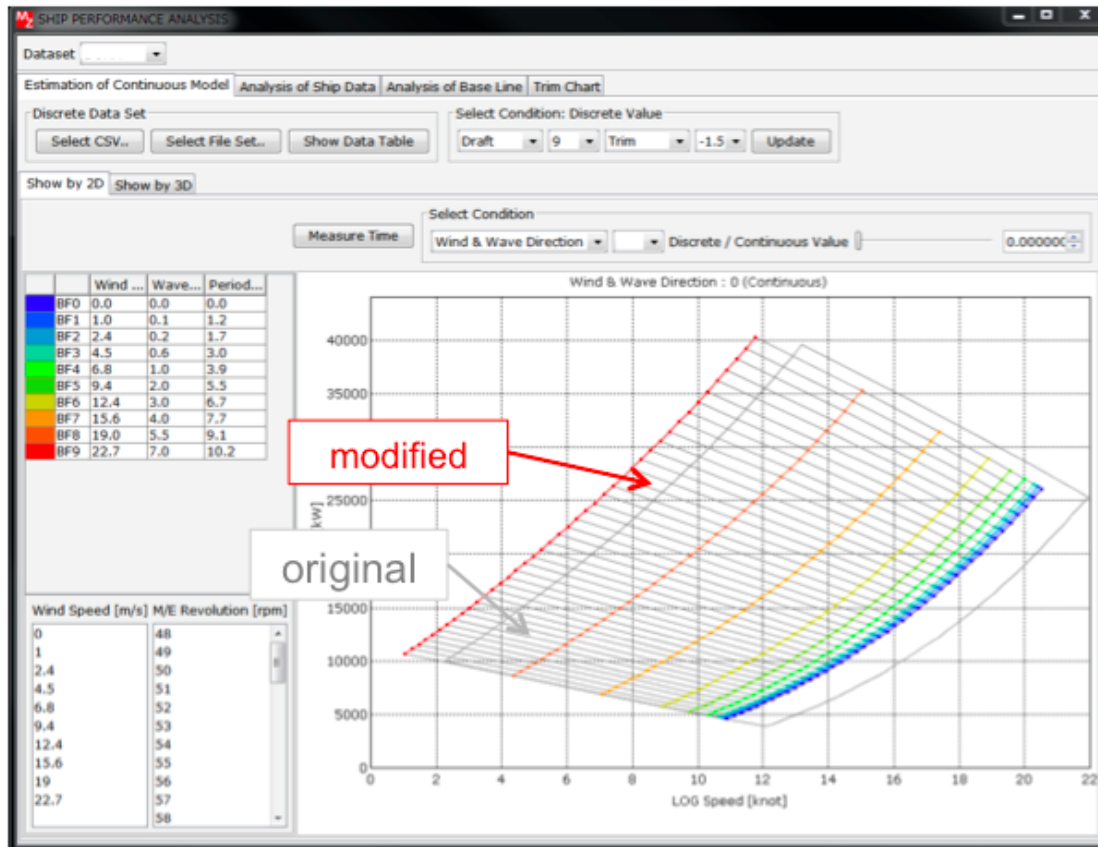 SHIP PERFORMANCE ANALYSIS
Dataset
Estimation of Continuous Model Analysis of Ship Data Analysis of Base Line Trim Chart
Discrete Data Set
Select CSV.. Select File Set.. Show Data Table
Select Condition: Discrete Value
Draft 9 Trim -1.5 Update
Show by 2D Show by 3D
Select Condition
Measure Time Wind & Wave Direction Discrete / Continuous Value 0.000000
Wind ... Wave... Period...
BF0 0.0 0.0 0.0
BF1 1.0 0.1 1.2
BF2 2.4 0.2 1.7
BF3 4.5 0.6 3.0
BF4 6.8 1.0 3.9
BF5 9.4 2.0 5.5
BF6 12.4 3.0 6.7
BF7 15.6 4.0 7.7
BF8 19.0 5.5 9.1
BF9 22.7 7.0 10.2
Wind & Wave Direction : 0 (Continuous)
40000
35000
modified
25000
kW]
original
15000
10000
5000
0
0 2 4 6 8 10 12 14 16 18 20 22
LOG Speed [knot]
Wind Speed [m/s] M/E Revolution [rpm]
0 48
1 49
2.4 50
4.5 51
6.8 52
9.4 53
12.4 54
15.6 55
19 56
22.7 57
58